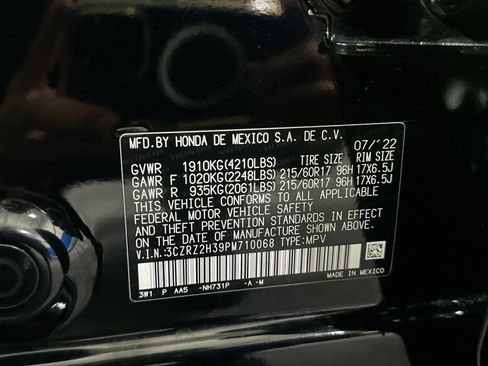 MFD.BY HONDA DE MEXICO S.A. DE C.V.
07/'22
GVWR 1910KG(4210LBS) TIRE SIZE RIM SIZE
GAWR F 1020KG(2248LBS) 215/60R17 96H 17X6.5J
GAWR R 935KG(2061LBS) 215/60R17 96H 17X6.5J
THIS VEHICLE CONFORMS TO ALL APPLICABLE
FEDERAL MOTOR VEHICLE SAFETY
AND THEFT PREVENTION STANDARDS IN EFFECT
ON THE DATE OF MANUFACTURE SHOWN ABOVE.
V.I.N.:3CZRZ2H39PM710068 TYPE:MPV
3W1 P AA5 -NH731P -A-M
MADE IN MEXICO